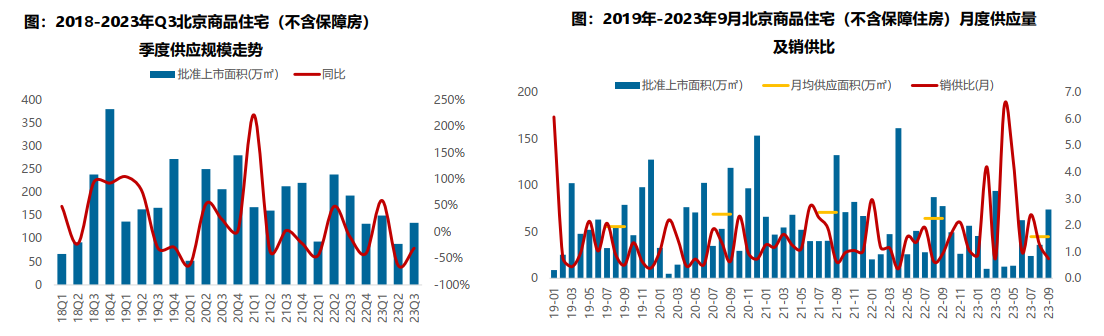 图：2018-2023年Q3北京商品住宅（不含保障房）
季度供应规模走势
批准上市面积(万㎡)
同比
400
350
300
250
200
150
100
50
0
250%
200%
150%
100%
50%
0%
-50%
-100%
18Q1
18Q2
18Q3
18Q4
19Q1
19Q2
19Q3
19Q4
20Q1
20Q2
20Q3
20Q4
21Q1
21Q2
21Q3
21Q4
22Q1
22Q2
22Q3
22Q4
23Q1
23Q2
23Q3
图：2019年-2023年9月北京商品住宅（不含保障住房）月度供应量
及销供比
批准上市面积(万㎡)
月均供应面积(万㎡)
销供比(月)
200
150
100
50
0
7.0
6.0
5.0
4.0
3.0
2.0
1.0
0.0
19-01
19-03
19-05
19-07
19-09
19-11
20-01
20-03
20-05
20-07
20-09
20-11
21-01
21-03
21-05
21-07
21-09
21-11
22-01
22-03
22-05
22-07
22-09
22-11
23-01
23-03
23-05
23-07
23-09